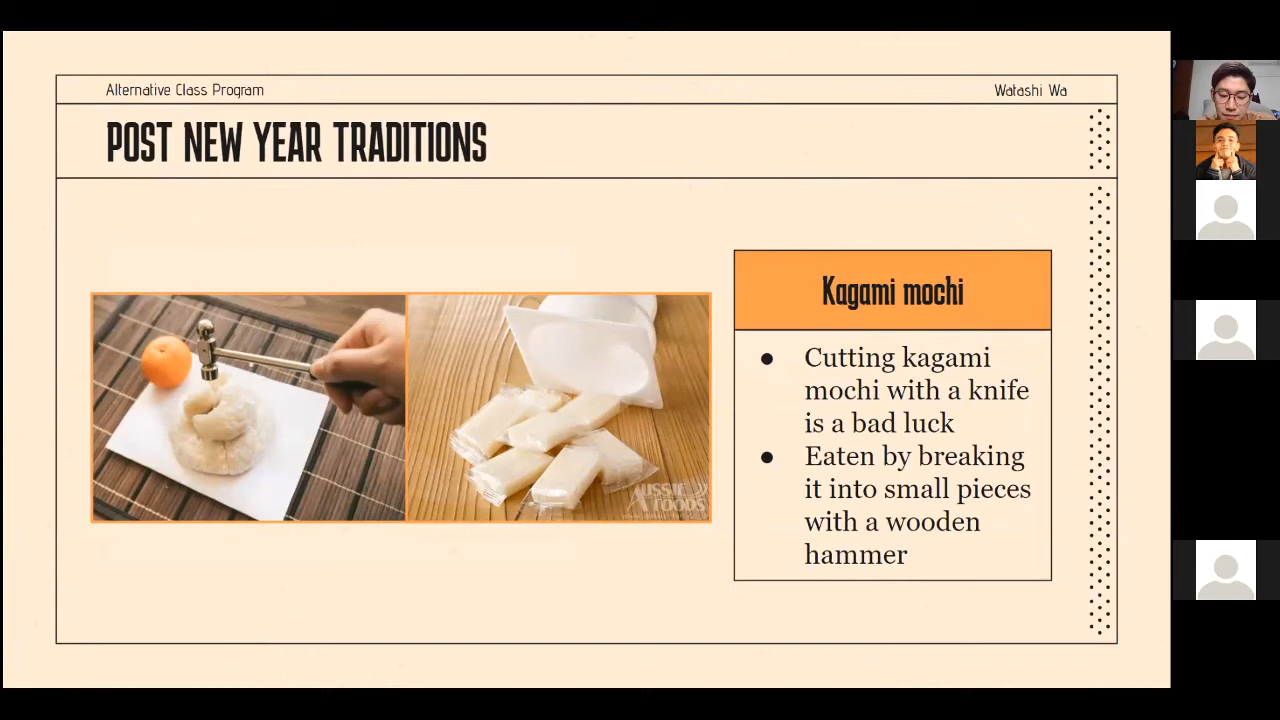 Alternative Class Program
Watashi Wa
POST NEW YEAR TRADITIONS
Kagami mochi
● Cutting kagami
mochi with a knife
is a bad luck
● Eaten by breaking
it into small pieces
with a wooden
hammer
AUSSIE
FOODS